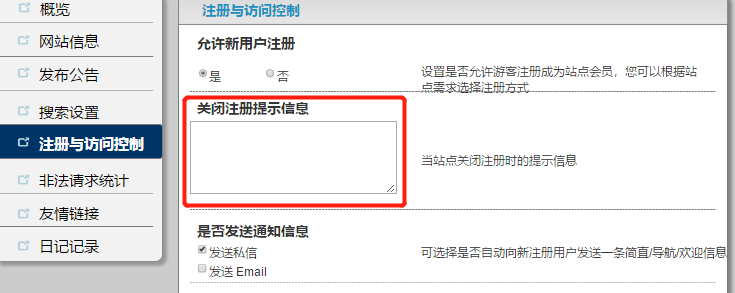 概览
网站信息
发布公告
搜索设置
注册与访问控制
非法请求统计
友情链接
日记记录
注册与访问控制
允许新用户注册
是 否
设置是否允许游客注册成为站点会员，您可以根据站
点需求选择注册方式
关闭注册提示信息
当站点关闭注册时的提示信息
是否发送通知信息
发送私信
发送 Email
可选择是否自动向新注册用户发送一条简直/导航/欢迎信息